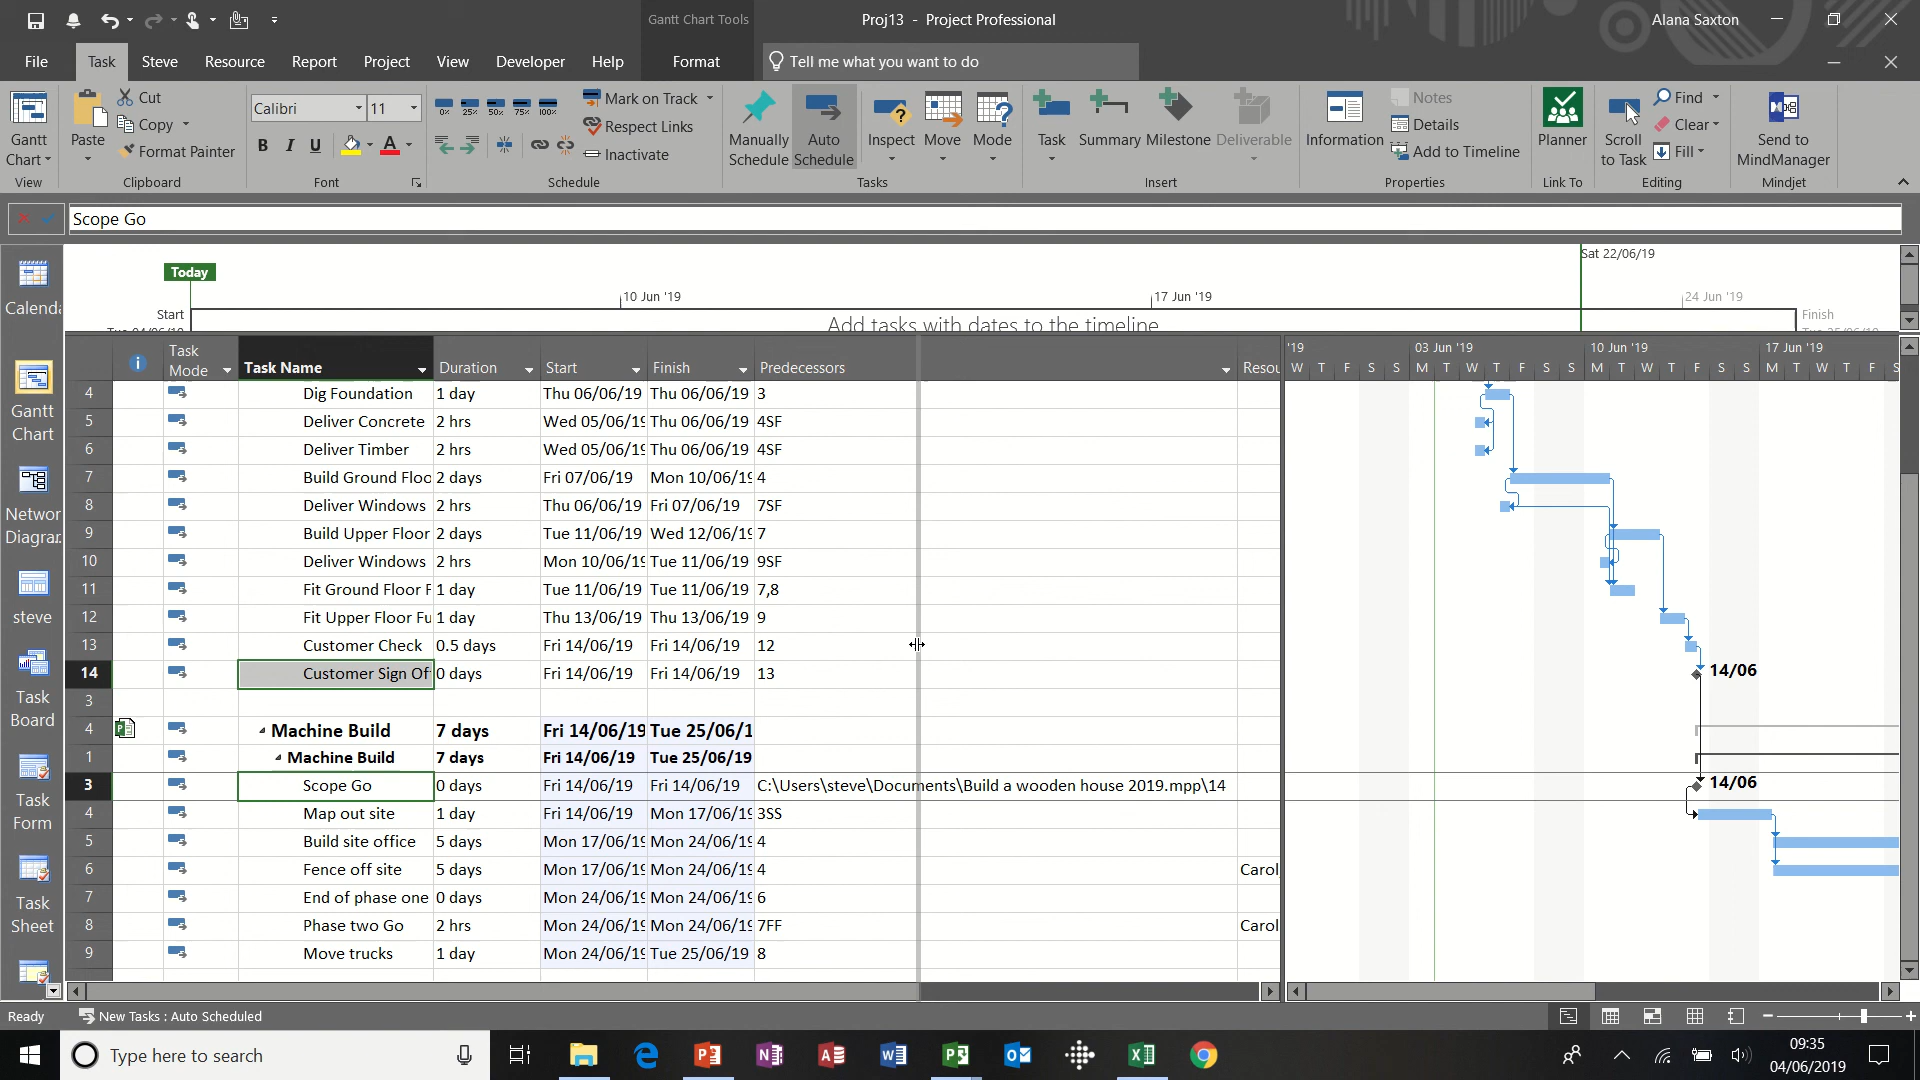 Gantt Chart Tools
Proj13 - Project Professional
Alana Saxton
File
Task
Steve
Resource
Report
Project
View
Developer
Help
Format
Tell me what you want to do
Gantt
Chart
View
Paste
Cut
Copy
Format Painter
Clipboard
Calibri
11
B I U
A
Font
0% 25% 50% 75% 100%
Mark on Track
Respect Links
Inactivate
Schedule
Manually
Schedule
Auto
Schedule
Inspect
Move
Mode
Tasks
Task
Summary
Milestone
Deliverable
Insert
Information
Notes
Details
Add to Timeline
Properties
Planner
Link To
Scroll
to Task
Find
Clear
Fill
Editing
Send to
MindManager
Mindjet
Scope Go
Today
Sat 22/06/19
10 Jun '19
17 Jun '19
24 Jun '19
Start
Finish
Add tasks with dates to the timeline
Calenda
Gantt
Chart
Networ
Diagra
steve
Task
Board
Task
Form
Task
Sheet
Task
Mode
Task Name
Duration
Start
Finish
Predecessors
Resou
'19
03 Jun '19
10 Jun '19
17 Jun '19
W T F S S M T W T F S S M T W T F S S M T W T F S
4 Dig Foundation 1 day Thu 06/06/19 Thu 06/06/19 3
5 Deliver Concrete 2 hrs Wed 05/06/19 Thu 06/06/19 4SF
6 Deliver Timber 2 hrs Wed 05/06/19 Thu 06/06/19 4SF
7 Build Ground Floo 2 days Fri 07/06/19 Mon 10/06/19 4
8 Deliver Windows 2 hrs Thu 06/06/19 Fri 07/06/19 7SF
9 Build Upper Floor 2 days Tue 11/06/19 Wed 12/06/19 7
10 Deliver Windows 2 hrs Mon 10/06/19 Tue 11/06/19 9SF
11 Fit Ground Floor F 1 day Tue 11/06/19 Tue 11/06/19 7,8
12 Fit Upper Floor Fu 1 day Thu 13/06/19 Thu 13/06/19 9
13 Customer Check 0.5 days Fri 14/06/19 Fri 14/06/19 12
14 Customer Sign Of 0 days Fri 14/06/19 Fri 14/06/19 13 14/06
3
4 Machine Build 7 days Fri 14/06/19 Tue 25/06/1
1 Machine Build 7 days Fri 14/06/19 Tue 25/06/19
3 Scope Go 0 days Fri 14/06/19 Fri 14/06/19 C:\Users\steve\Documents\Build a wooden house 2019.mpp\14 14/06
4 Map out site 1 day Fri 14/06/19 Mon 17/06/19 3SS
5 Build site office 5 days Mon 17/06/19 Mon 24/06/19 4
6 Fence off site 5 days Mon 17/06/19 Mon 24/06/19 4 Carol
7 End of phase one 0 days Mon 24/06/19 Mon 24/06/19 6
8 Phase two Go 2 hrs Mon 24/06/19 Mon 24/06/19 7FF Carol
9 Move trucks 1 day Mon 24/06/19 Tue 25/06/19 8
Ready
New Tasks : Auto Scheduled
Type here to search
09:35
04/06/2019